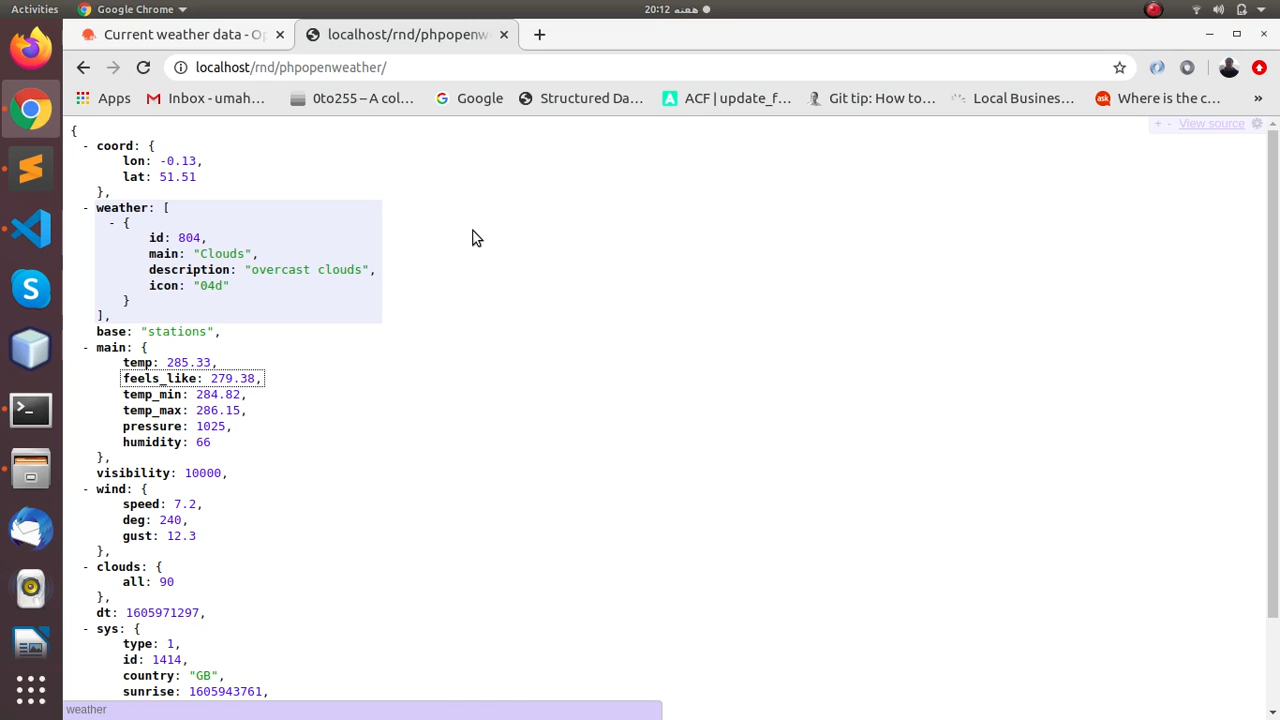 Activities
Google Chrome
20:12 هفته
Current weather data - Op
localhost/rnd/phpopenw
localhost/rnd/phpopenweather/
Apps
Inbox - umah...
0to255 – A col...
Google
Structured Da...
ACF | update_f...
Git tip: How to...
Local Business...
Where is the c...
»
+ - View source
{
- coord: {
lon: -0.13,
lat: 51.51
},
- weather: [
- {
id: 804,
main: "Clouds",
description: "overcast clouds",
icon: "04d"
}
],
base: "stations",
- main: {
temp: 285.33,
feels_like: 279.38,
temp_min: 284.82,
temp_max: 286.15,
pressure: 1025,
humidity: 66
},
visibility: 10000,
- wind: {
speed: 7.2,
deg: 240,
gust: 12.3
},
- clouds: {
all: 90
},
dt: 1605971297,
- sys: {
type: 1,
id: 1414,
country: "GB",
sunrise: 1605943761,
weather